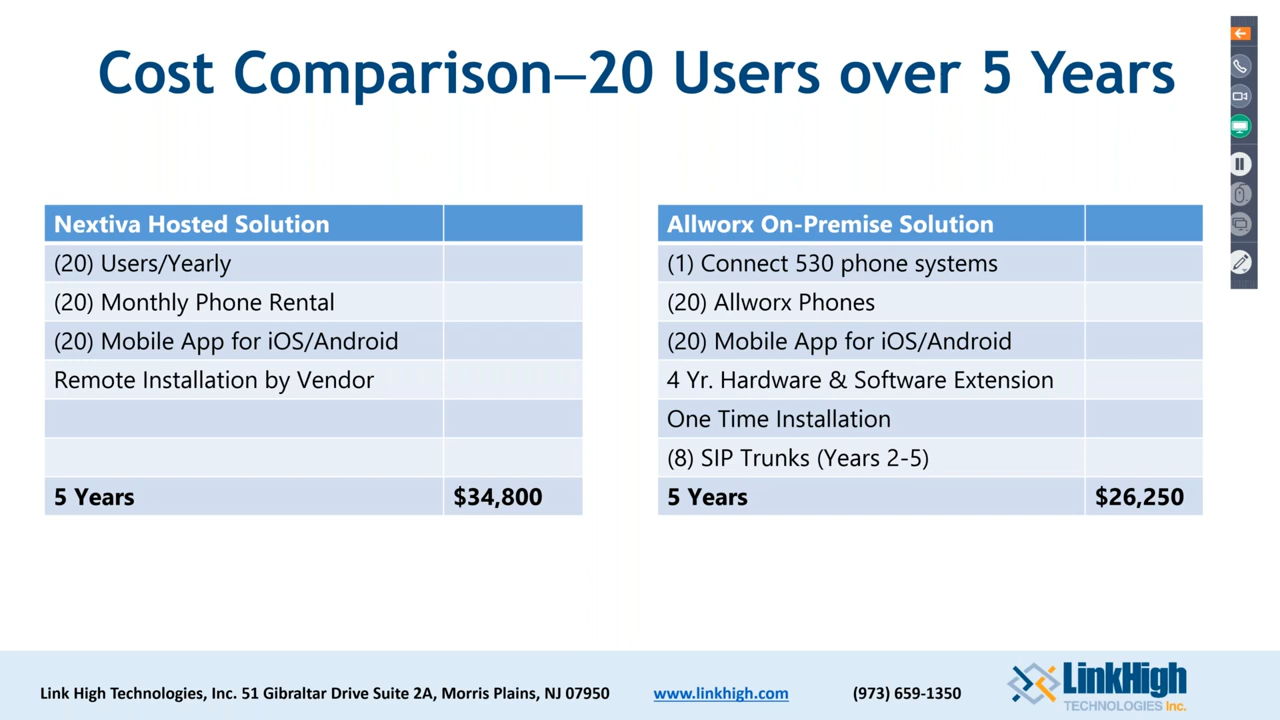 Cost Comparison—20 Users over 5 Years
Nextiva Hosted Solution
(20) Users/Yearly
(20) Monthly Phone Rental
(20) Mobile App for iOS/Android
Remote Installation by Vendor
5 Years $34,800
Allworx On-Premise Solution
(1) Connect 530 phone systems
(20) Allworx Phones
(20) Mobile App for iOS/Android
4 Yr. Hardware & Software Extension
One Time Installation
(8) SIP Trunks (Years 2-5)
5 Years $26,250
Link High Technologies, Inc. 51 Gibraltar Drive Suite 2A, Morris Plains, NJ 07950 www.linkhigh.com (973) 659-1350
LinkHigh
TECHNOLOGIES Inc.